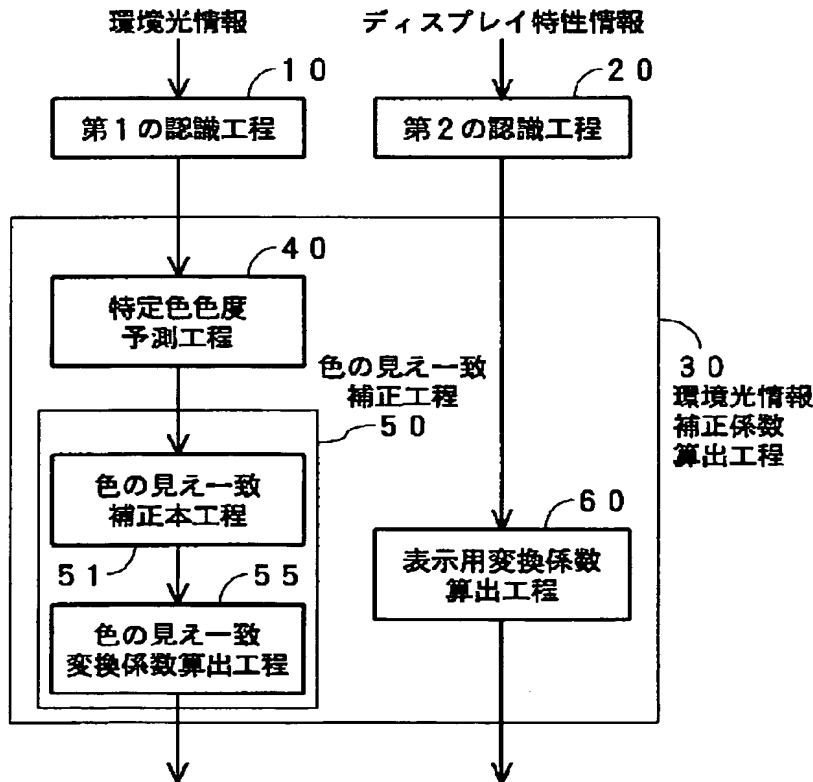 環境光情報
ディスプレイ特性情報
10
20
第1の認識工程
第2の認識工程
40
特定色色度
予測工程
色の見え一致
補正工程
50
30
環境光情報
補正係数
算出工程
色の見え一致
補正本工程
51
55
60
表示用変換係数
算出工程
色の見え一致
変換係数算出工程